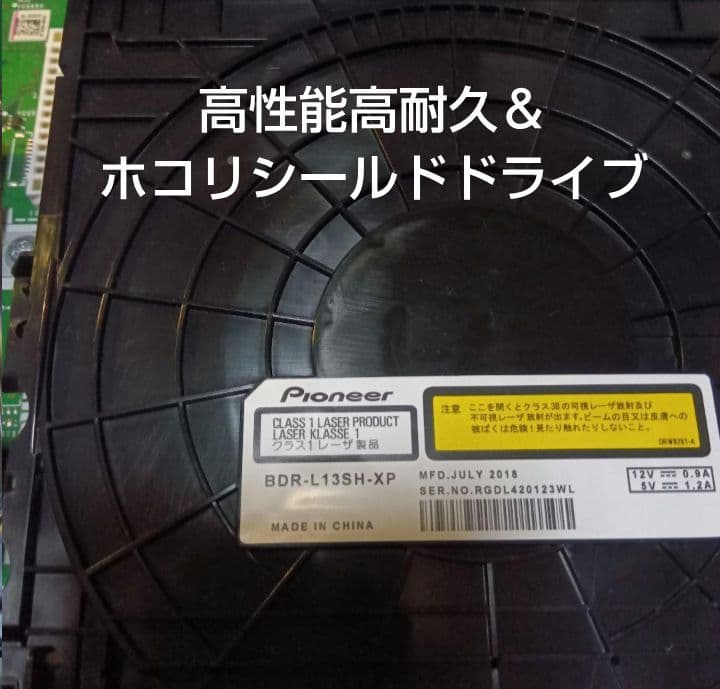 高性能高耐久＆
ホコリシールドドライブ
Pioneer
CLASS 1 LASER PRODUCT
LASER KLASSE 1
クラス1 レーザ製品
注意 ここを開くとクラス3Bの可視レーザ放射及び
不可視レーザ放射が出ます。ビームの目又は皮膚への
被ばくは危険！見たり触れたりしないこと。
DRW9281-A
BDR-L13SH-XP
MFD.JULY 2018
SER.NO.RGDL420123WL
12V ⎓ 0.9A
5V ⎓ 1.2A
MADE IN CHINA